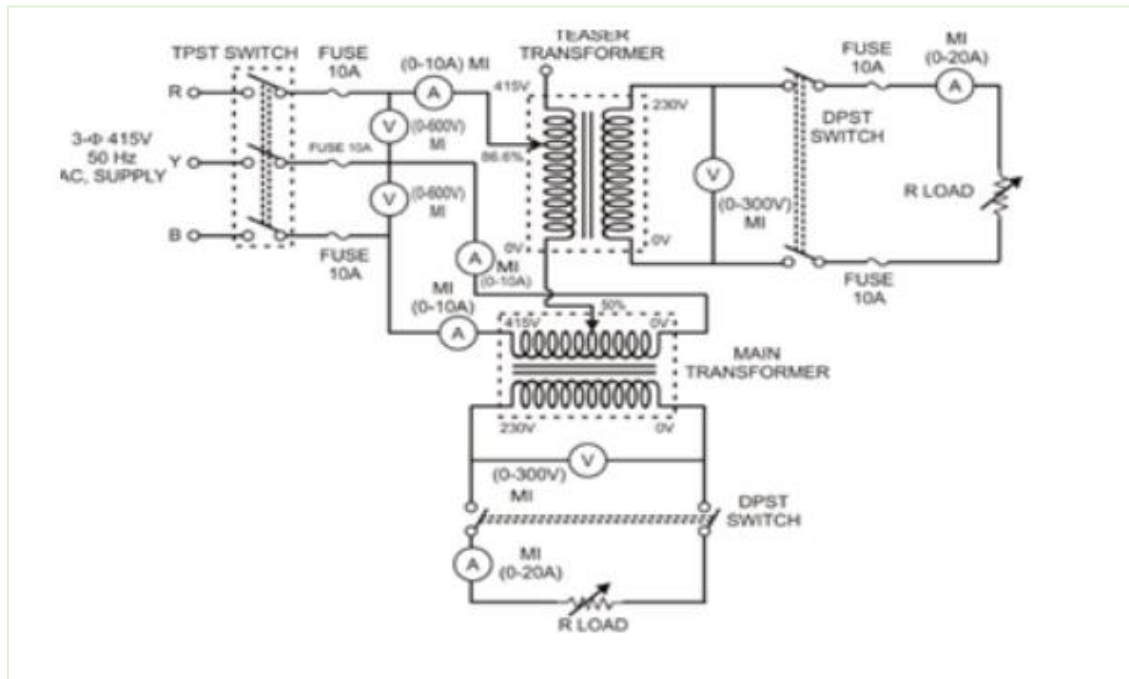 TPST SWITCH
FUSE
10A
(0-10A) MI
TEASER
TRANSFORMER
FUSE
10A
MI
(0-20A)
R
A
415V
230V
A
DPST
SWITCH
3-Φ 415V
50 Hz
AC, SUPPLY
V
(0-600V)
MI
FUSE 10A
86.6%
Y
V
(0-600V)
MI
V
(0-300V)
MI
R LOAD
B
FUSE
10A
0V
0V
A
MI
(0-10A)
FUSE
10A
MI
(0-10A)
A
50%
415V
0V
MAIN
TRANSFORMER
230V
0V
V
(0-300V)
MI
DPST
SWITCH
A
MI
(0-20A)
R LOAD